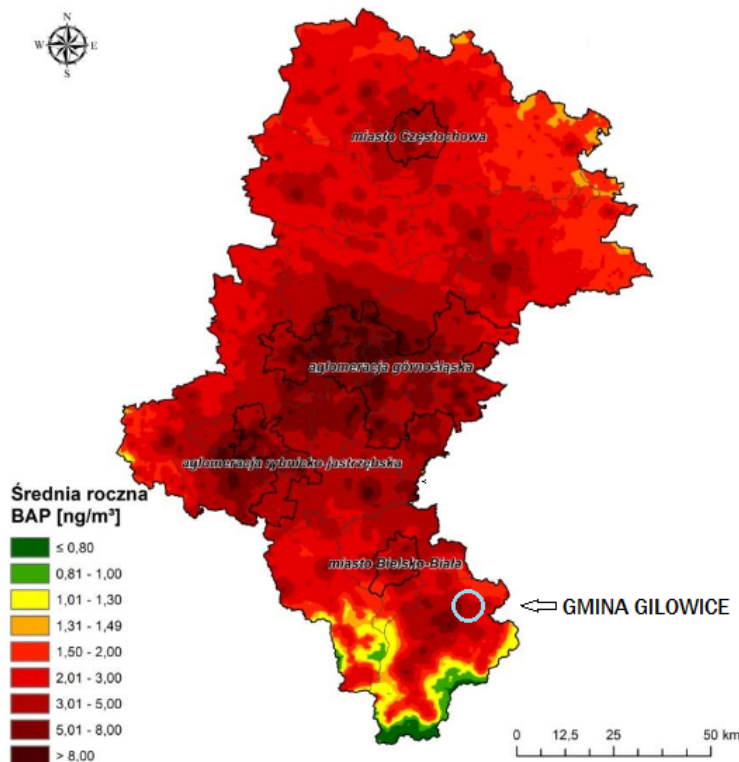 N
W E
S
miasto Częstochowa
aglomeracja górnośląska
aglomeracja rybnicko-jastrzębska
miasto Bielsko-Biała
GMINA GILOWICE
Średnia roczna
BAP [ng/m³]
≤ 0,80
0,81 - 1,00
1,01 - 1,30
1,31 - 1,49
1,50 - 2,00
2,01 - 3,00
3,01 - 5,00
5,01 - 8,00
> 8,00
0 12,5 25 50 km